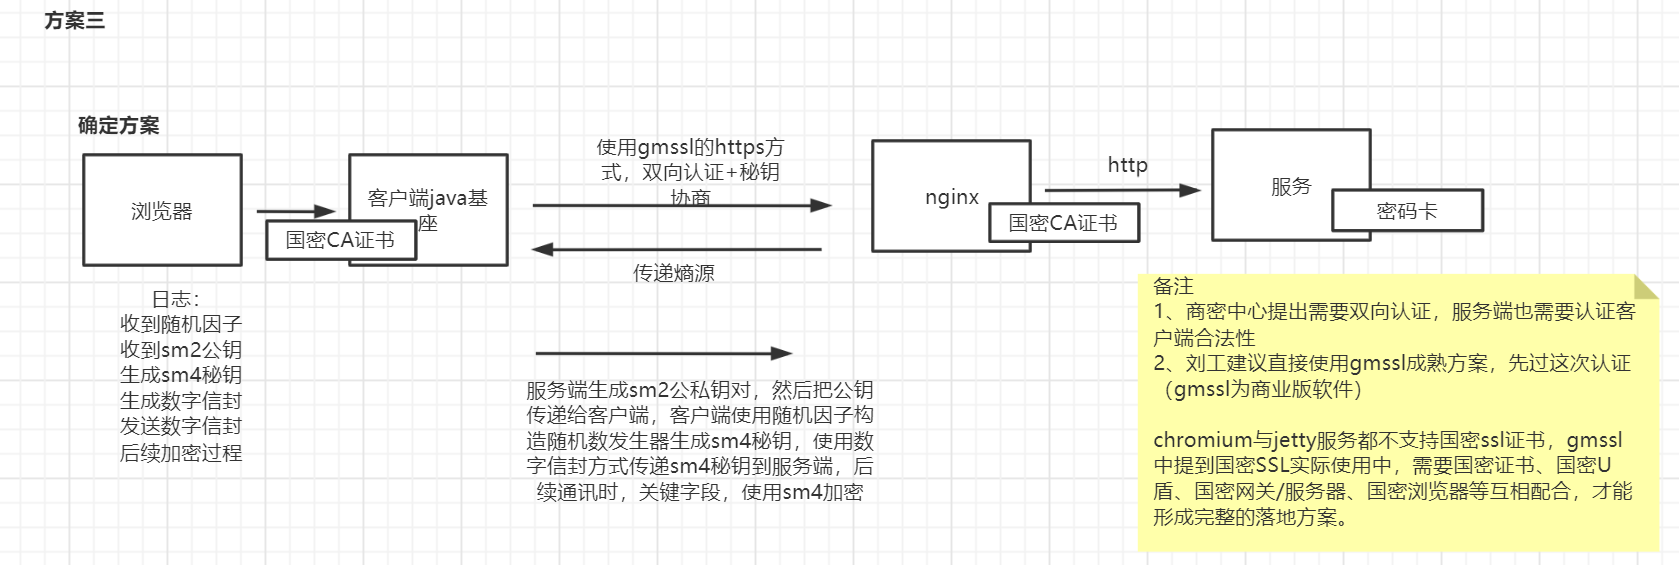 方案三
确定方案
浏览器
客户端java基
座
国密CA证书
使用gmssl的https方
式，双向认证+秘钥
协商
传递熵源
nginx
国密CA证书
http
服务
密码卡
日志：
收到随机因子
收到sm2公钥
生成sm4秘钥
生成数字信封
发送数字信封
后续加密过程
服务端生成sm2公私钥对，然后把公钥
传递给客户端，客户端使用随机因子构
造随机数发生器生成sm4秘钥，使用数
字信封方式传递sm4秘钥到服务端，后
续通讯时，关键字段，使用sm4加密
备注
1、商密中心提出需要双向认证，服务端也需要认证客
户端合法性
2、刘工建议直接使用gmssl成熟方案，先过这次认证
（gmssl为商业版软件）
chromium与jetty服务都不支持国密ssl证书，gmssl
中提到国密SSL实际使用中，需要国密证书、国密U
盾、国密网关/服务器、国密浏览器等互相配合，才能
形成完整的落地方案。